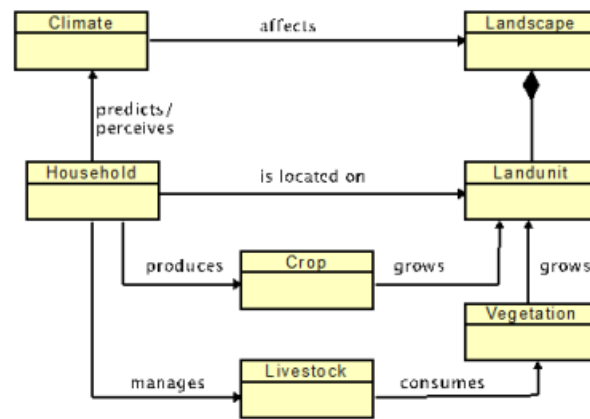 Climate
affects
Landscape
predicts/
perceives
Household
is located on
Landunit
produces
Crop
grows
grows
Vegetation
manages
Livestock
consumes